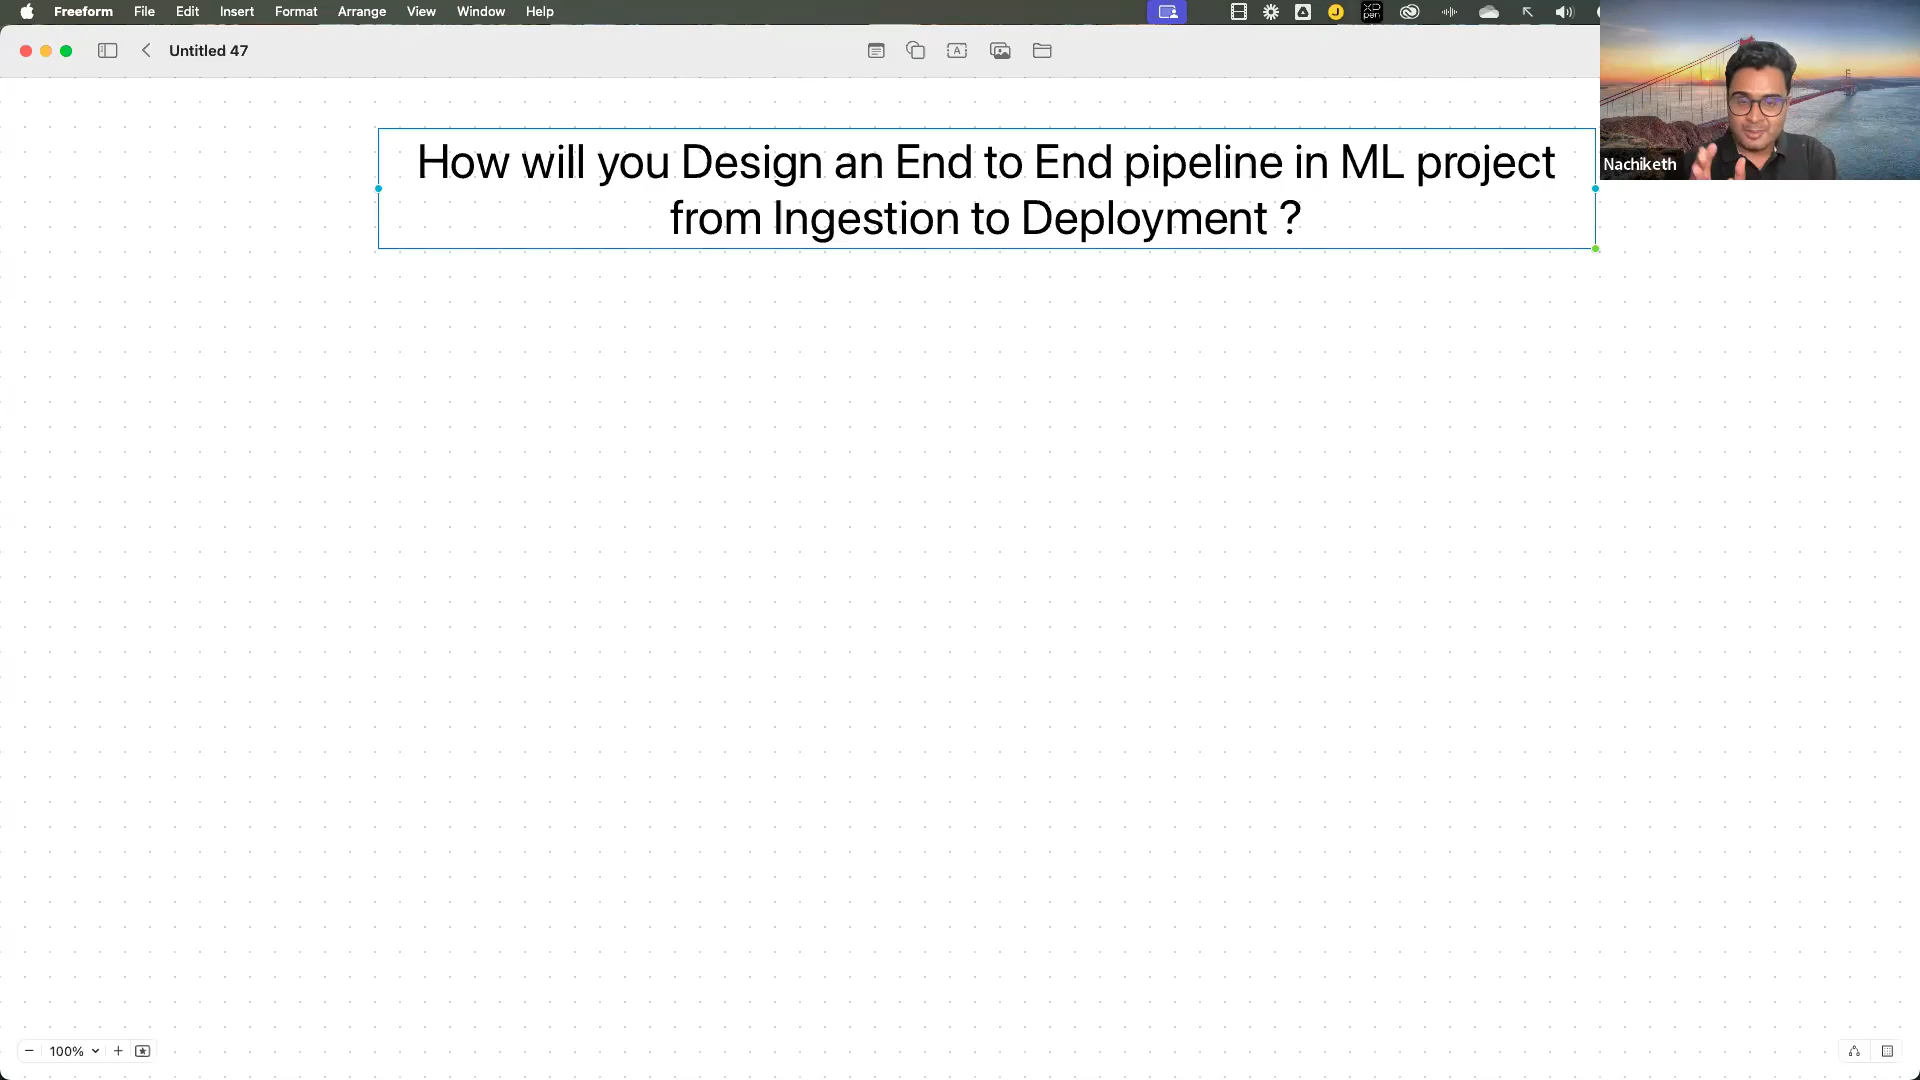 Freeform File Edit Insert Format Arrange View Window Help
Untitled 47
How will you Design an End to End pipeline in ML project
from Ingestion to Deployment ?
Nachiketh
100%